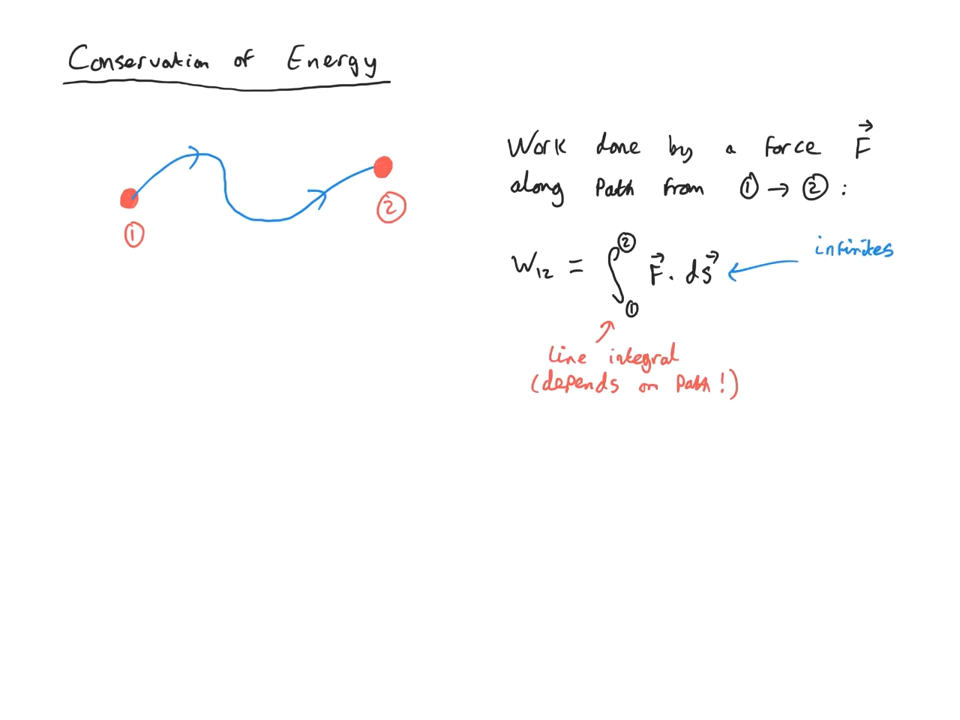 Conservation of Energy
Work done by a force F⃗
along Path from ① → ② :
①
②
W₁₂ = ∫₍①₎^② F⃗ . ds⃗
infinites
Line integral
(depends on Path!)